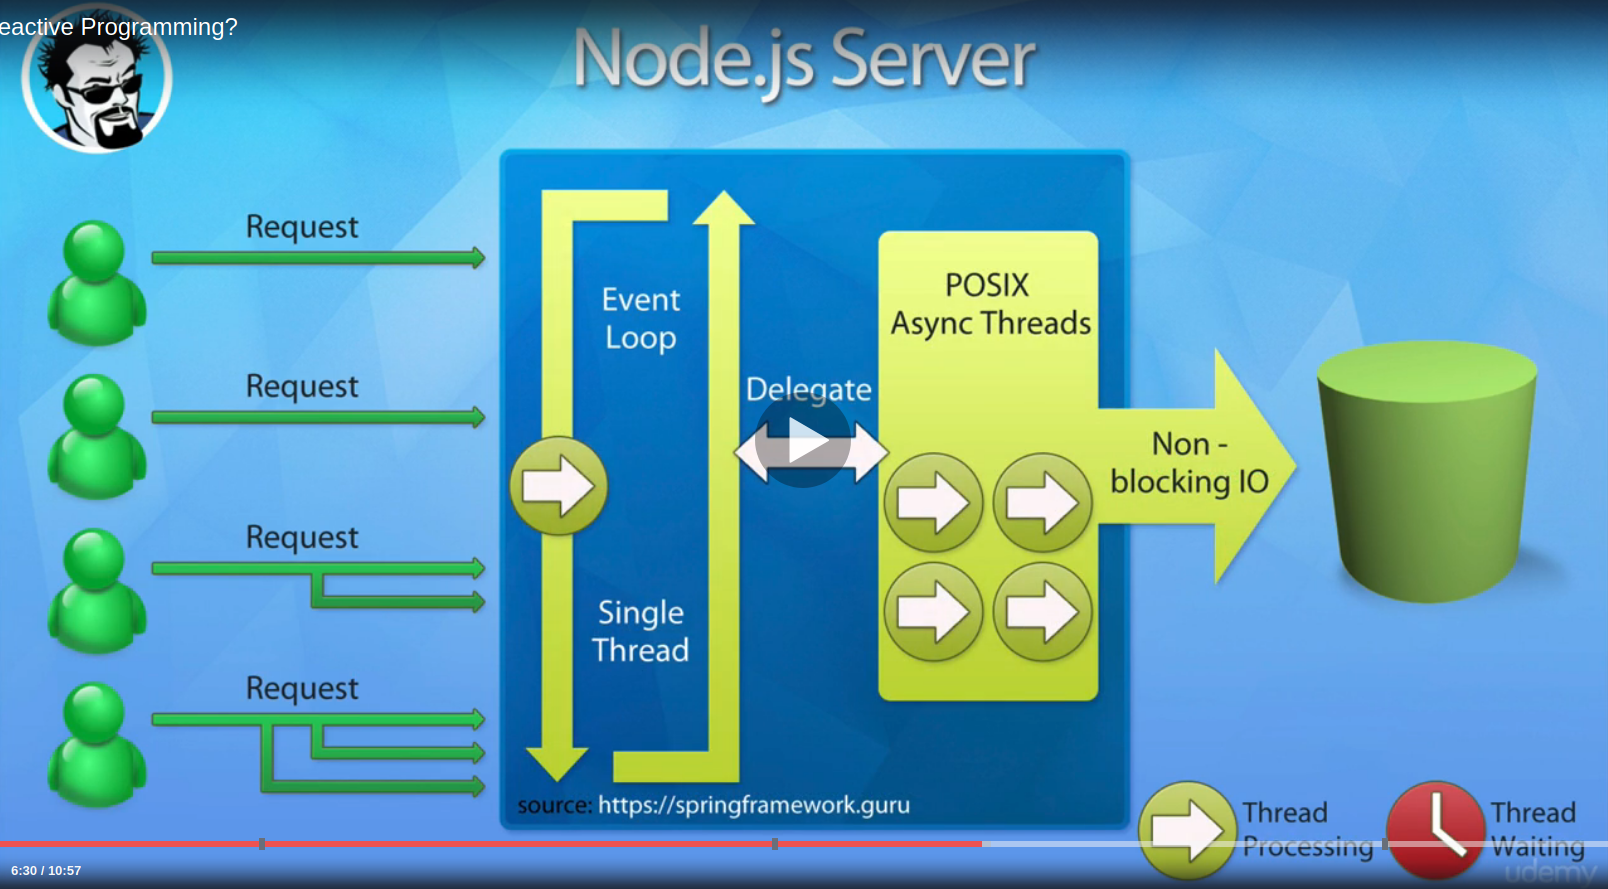 eactive Programming?
Node.js Server
Request
Request
Request
Request
Event
Loop
Single
Thread
Delegate
POSIX
Async Threads
Non -
blocking IO
source: https://springframework.guru
Thread
Processing
Thread
Waiting
6:30 / 10:57
udemy